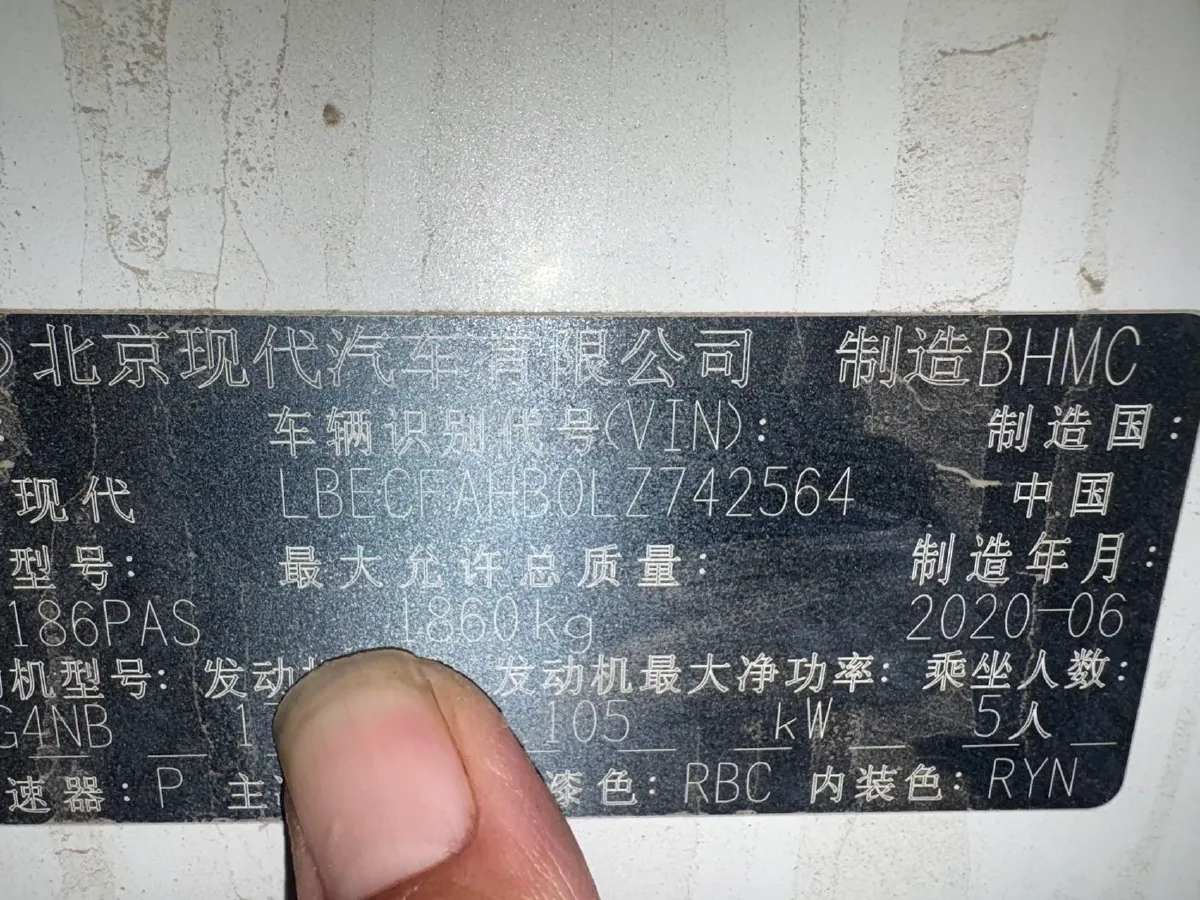 北京现代汽车有限公司 制造BHMC
车辆识别代号(VIN): 制造国:
现代 LBECFAHB0LZ742564 中国
型号: 最大允许总质量: 制造年月:
186PAS 1860kg 2020-06
机型号: 发动 发动机最大净功率: 乘坐人数:
G4NB 1 105 kW 5人
速器: P 主 漆色: RBC 内装色: RYN